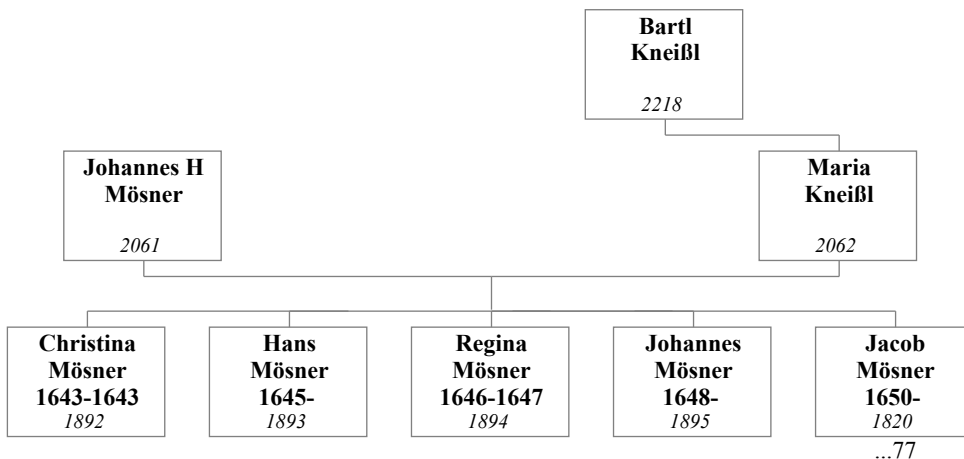 Bartl
Kneißl
2218
Johannes H
Mösner
2061
Maria
Kneißl
2062
Christina
Mösner
1643-1643
1892
Hans
Mösner
1645-
1893
Regina
Mösner
1646-1647
1894
Johannes
Mösner
1648-
1895
Jacob
Mösner
1650-
1820
...77